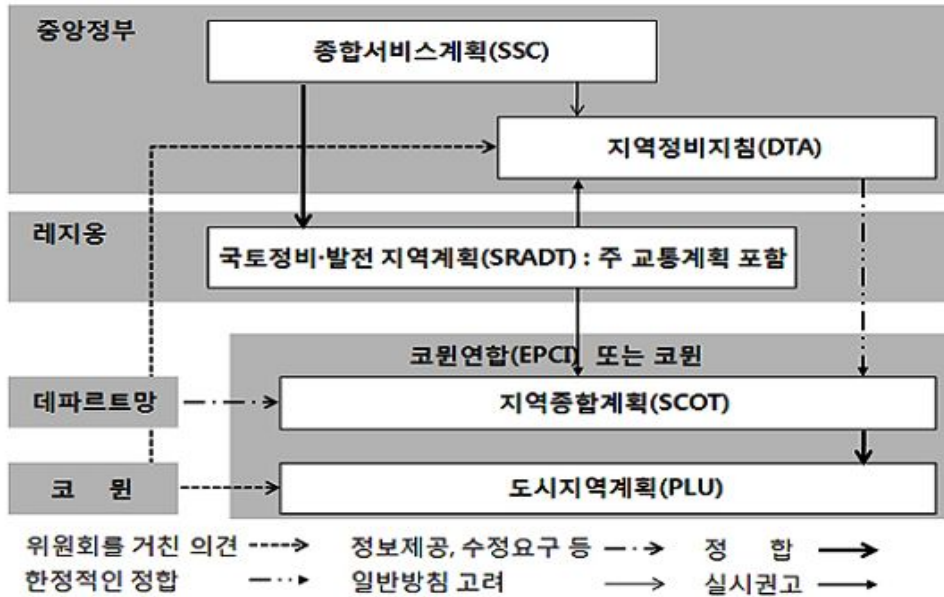 중앙정부
종합서비스계획(SSC)
지역정비지침(DTA)
레지옹
국토정비·발전 지역계획(SRADT) : 주 교통계획 포함
코뮌연합(EPCI) 또는 코뮌
데파르트망
지역종합계획(SCOT)
코 뮌
도시지역계획(PLU)
위원회를 거친 의견 정보제공, 수정요구 등 정 합
한정적인 정합 일반방침 고려 실시권고